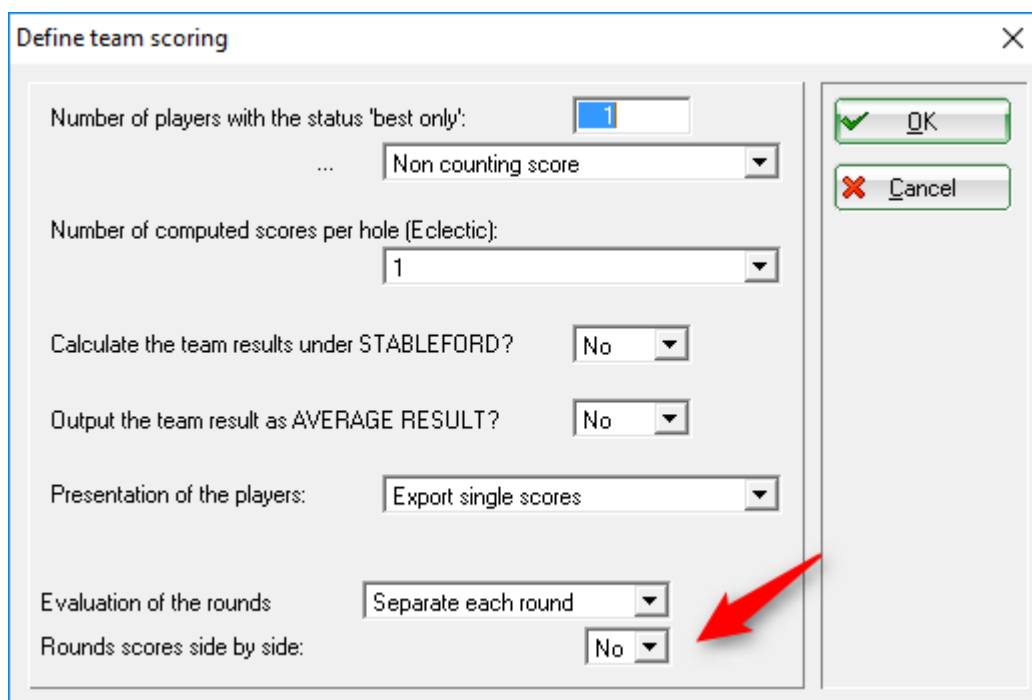 Define team scoring
Number of players with the status 'best only': 1
... Non counting score
OK
Cancel
Number of computed scores per hole (Eclectic):
1
Calculate the team results under STABLEFORD? No
Output the team result as AVERAGE RESULT? No
Presentation of the players: Export single scores
Evaluation of the rounds Separate each round
Rounds scores side by side: No